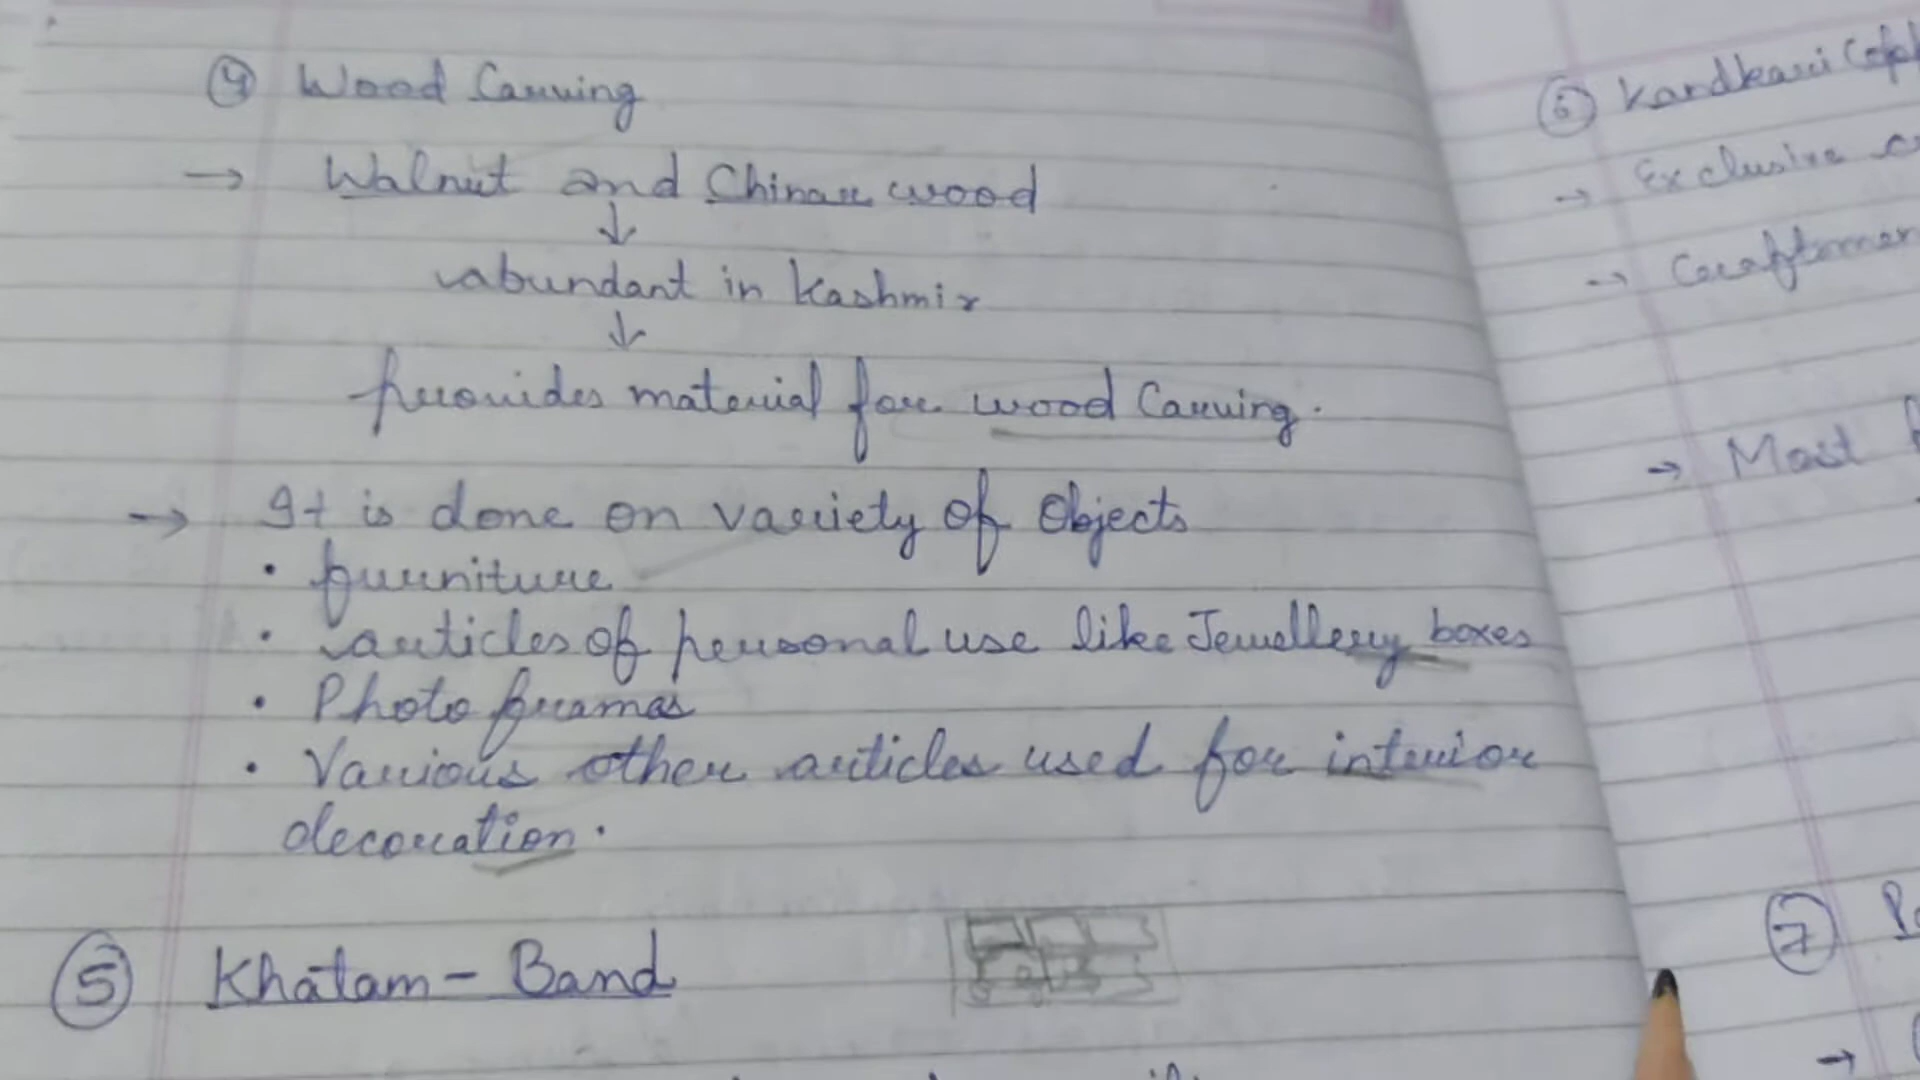 ④ Wood Carving
→ Walnut and Chinar wood
↓
abundant in Kashmir
↓
provides material for wood Carving.
→ It is done on variety of Objects
• furniture
• articles of personal use like Jewellery boxes
• Photo frames
• Various other articles used for interior
decoration.
⑤ Khatam - Band
⑥ Kandkari
→ Exclusive
→ Craftsmen
→ Most
⑦
→